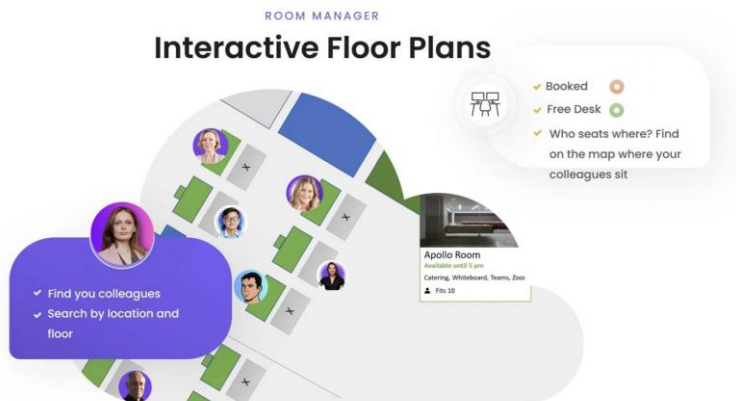 ROOM MANAGER
Interactive Floor Plans
Booked
Free Desk
Who seats where? Find
on the map where your
colleagues sit
Apollo Room
Available until 5 pm
Catering, Whiteboard, Teams, Zoo
Fits 10
Find you colleagues
Search by location and
floor